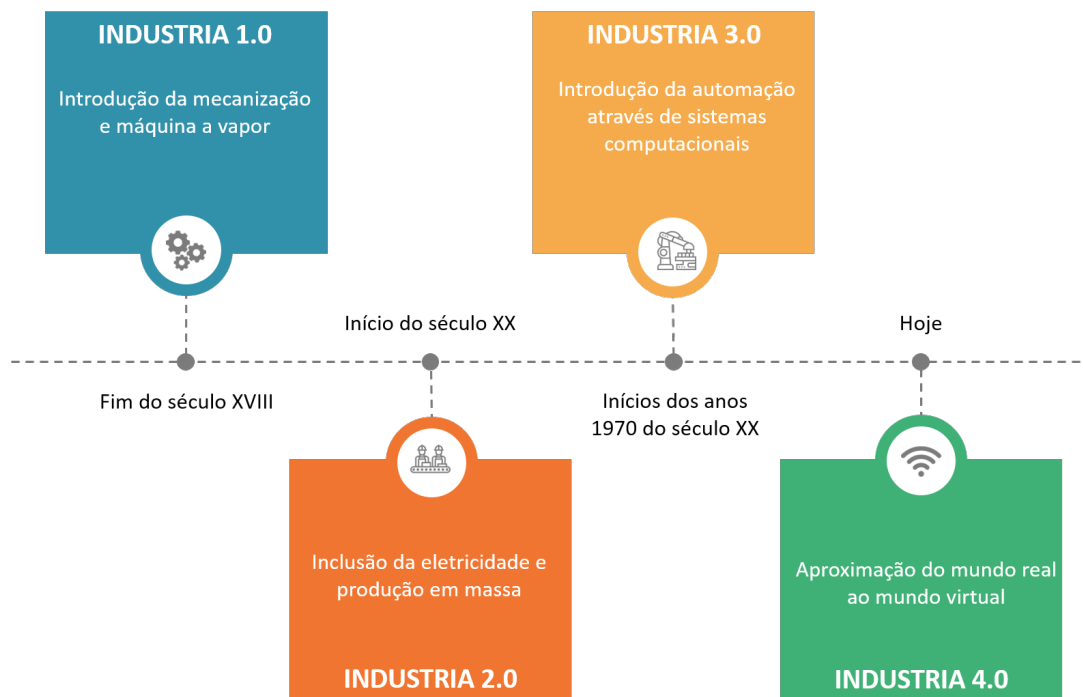 INDUSTRIA 1.0
Introdução da mecanização
e máquina a vapor
Fim do século XVIII
Início do século XX
Inclusão da eletricidade e
produção em massa
INDUSTRIA 2.0
INDUSTRIA 3.0
Introdução da automação
através de sistemas
computacionais
Inícios dos anos
1970 do século XX
Hoje
Aproximação do mundo real
ao mundo virtual
INDUSTRIA 4.0